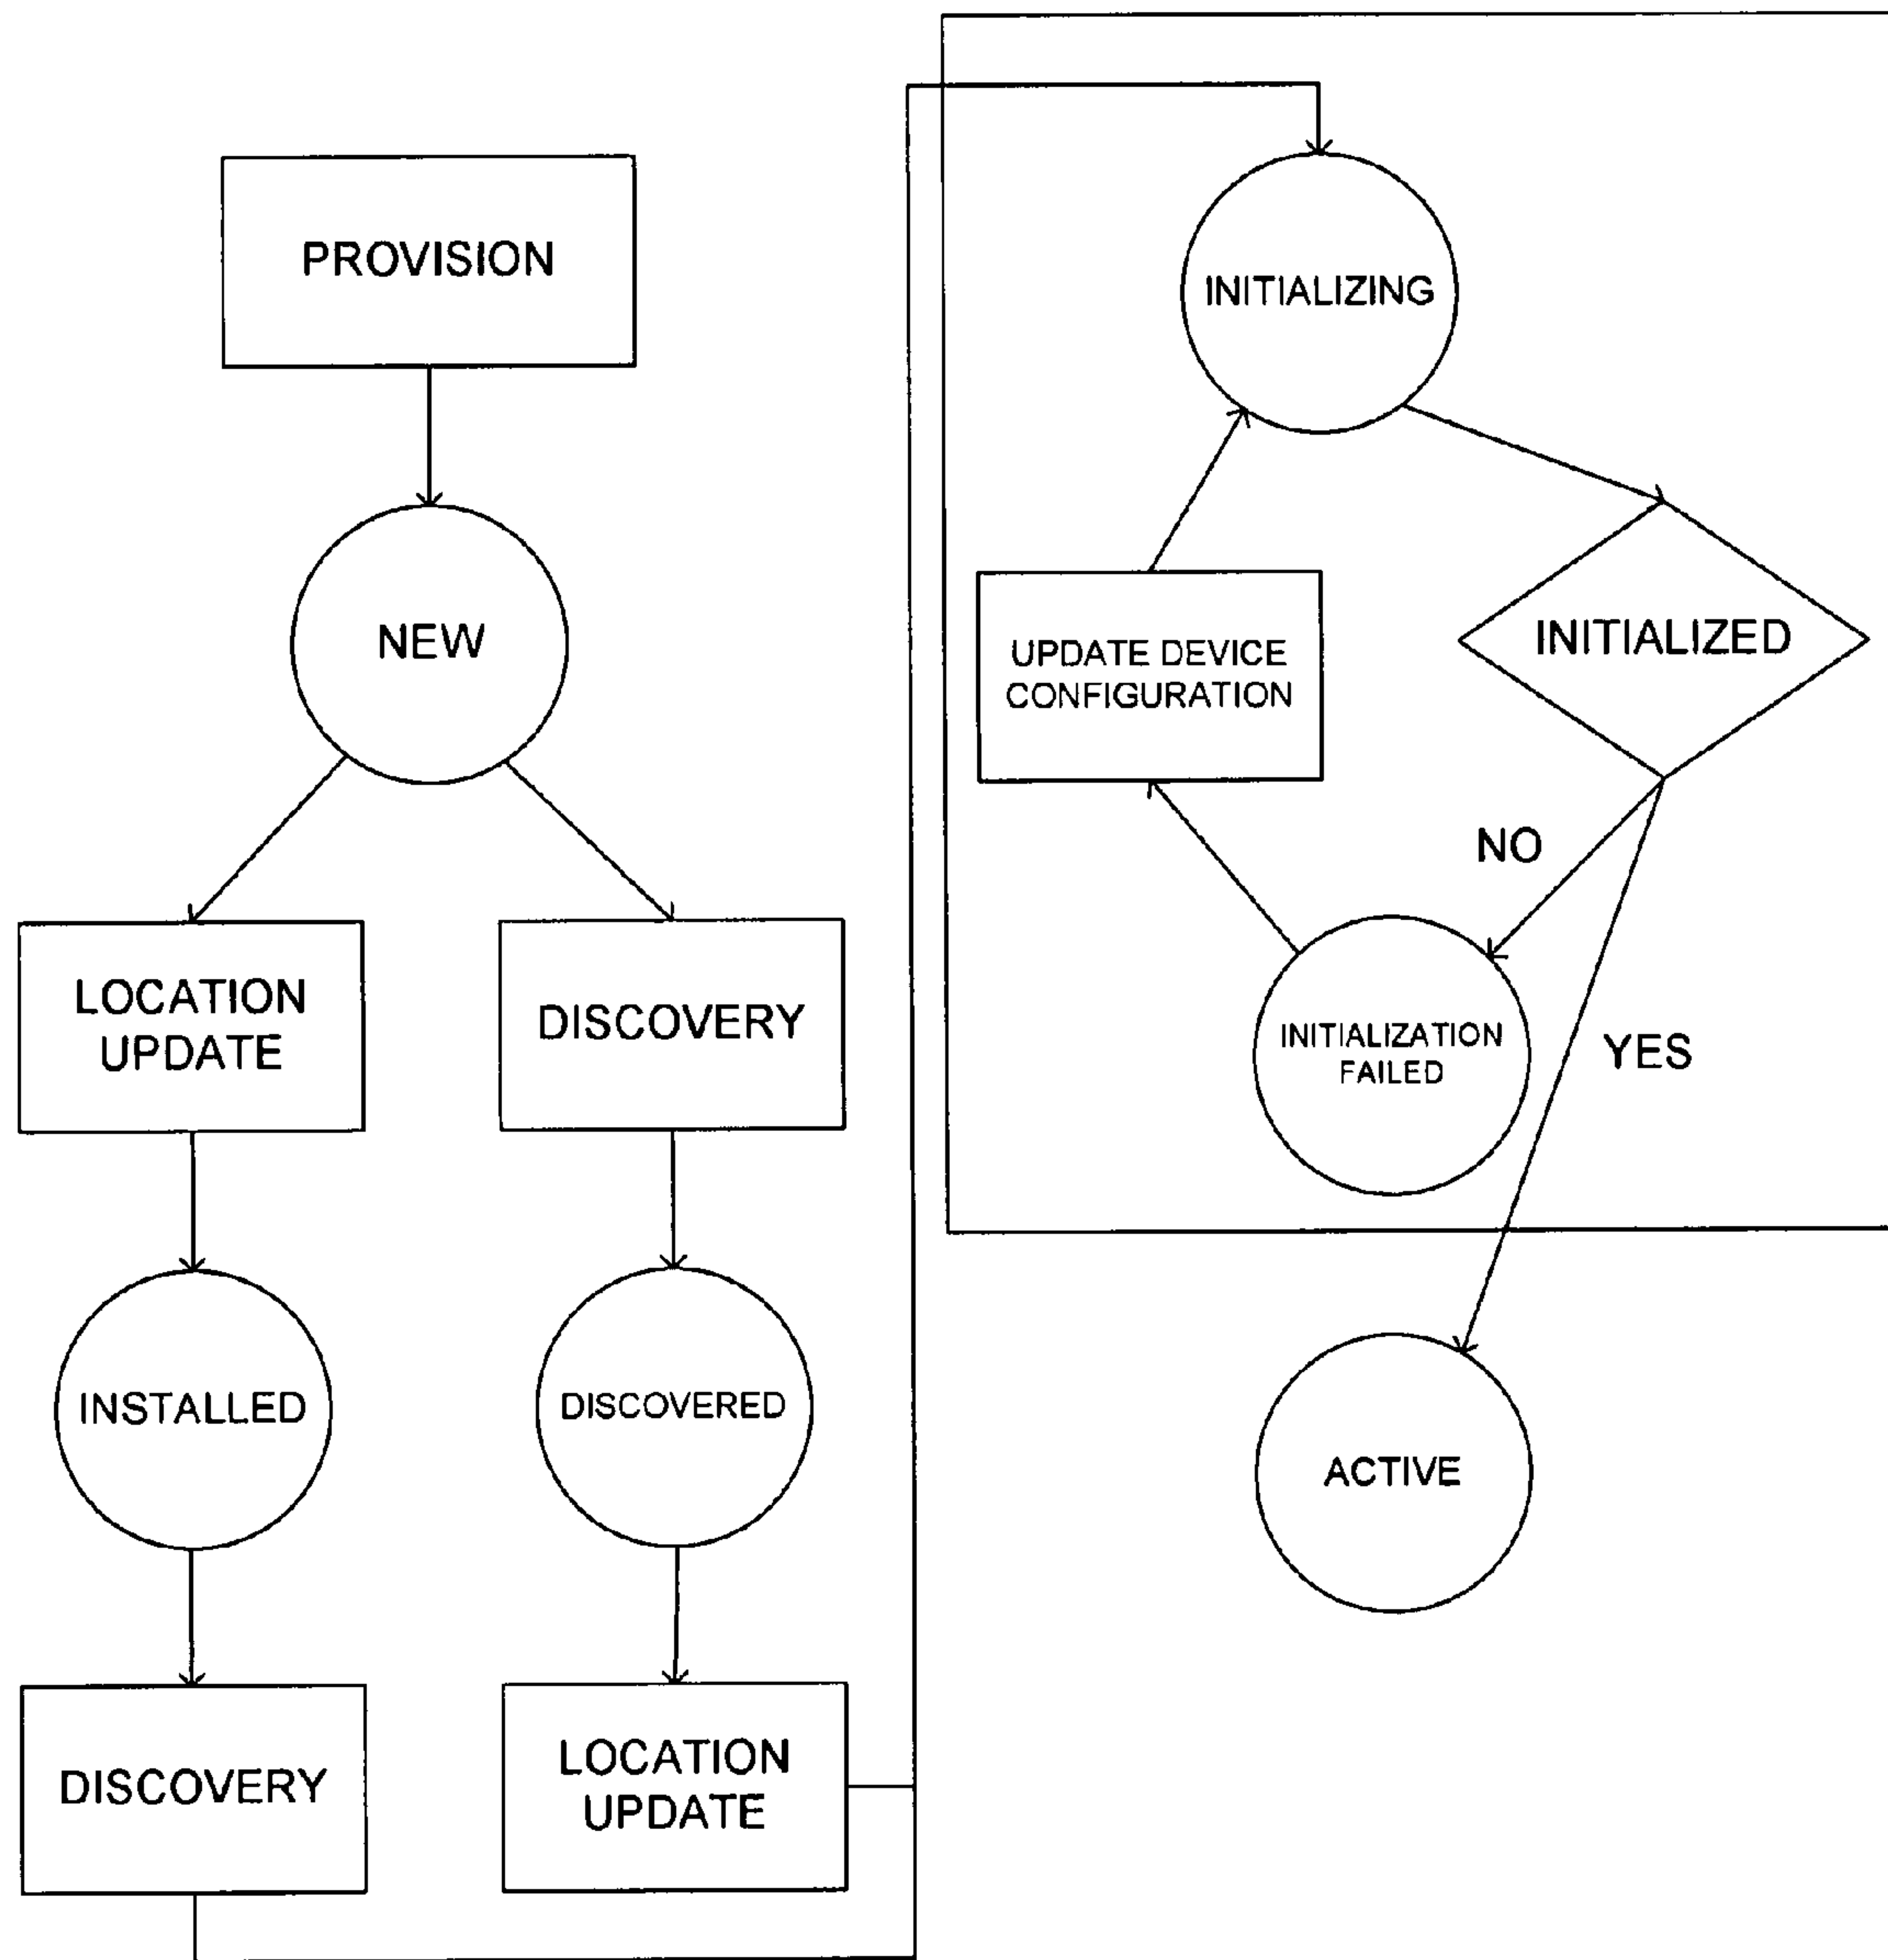 PROVISION
NEW
LOCATION
UPDATE
DISCOVERY
INSTALLED
DISCOVERED
DISCOVERY
LOCATION
UPDATE
INITIALIZING
UPDATE DEVICE
CONFIGURATION
INITIALIZED
NO
INITIALIZATION
FAILED
YES
ACTIVE